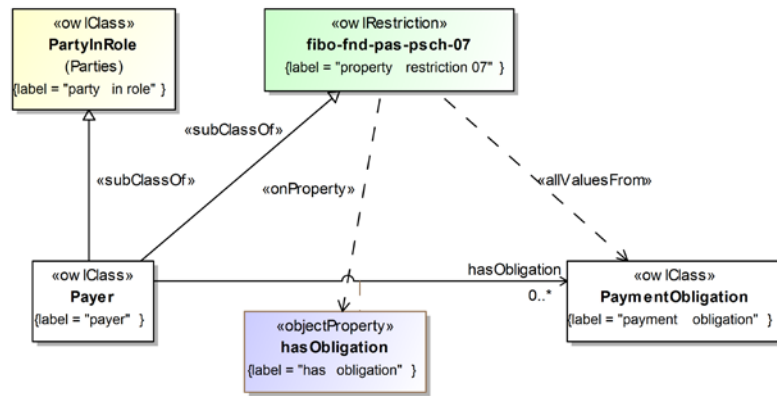 «owlClass»
PartyInRole
(Parties)
{label = "party in role" }
«owlRestriction»
fibo-fnd-pas-psch-07
{label = "property restriction 07" }
«subClassOf»
«subClassOf»
«onProperty»
«allValuesFrom»
«owlClass»
Payer
{label = "payer" }
hasObligation
0..*
«owlClass»
PaymentObligation
{label = "payment obligation" }
«objectProperty»
hasObligation
{label = "has obligation" }